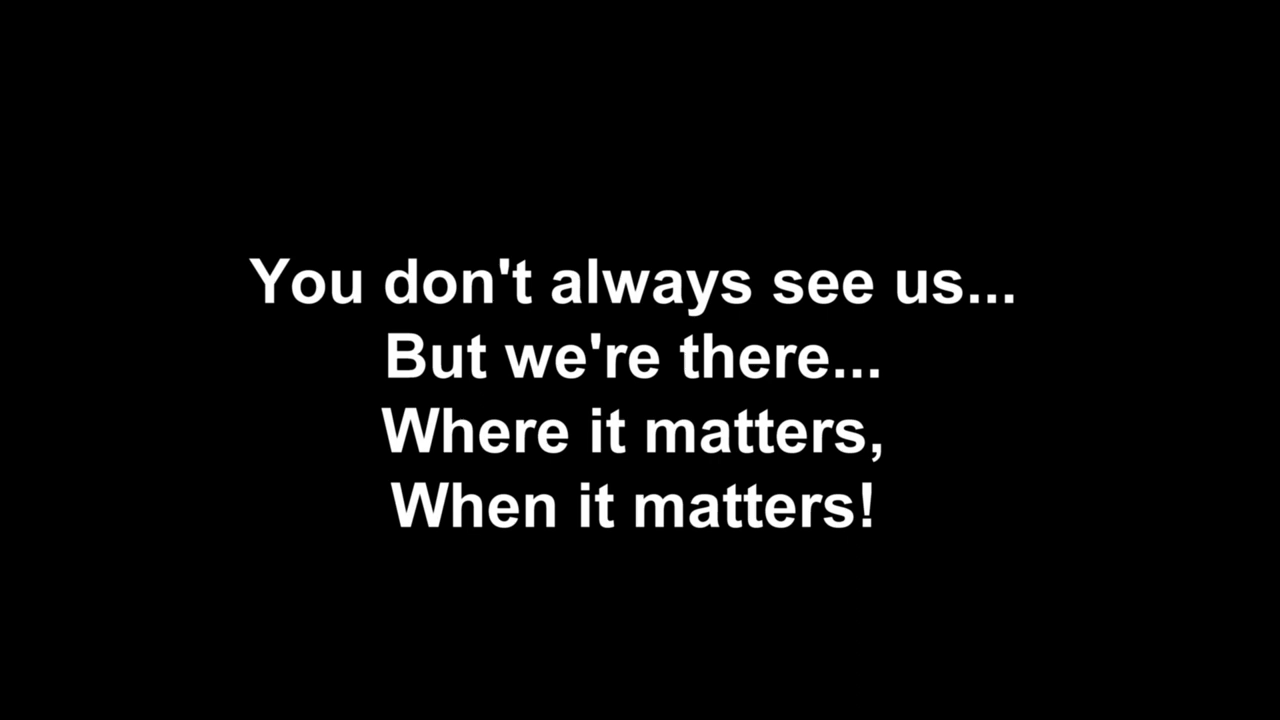 You don't always see us...
But we're there...
Where it matters,
When it matters!